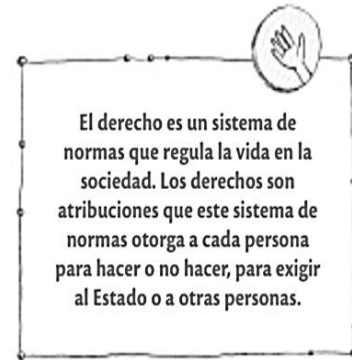 El derecho es un sistema de
normas que regula la vida en la
sociedad. Los derechos son
atribuciones que este sistema de
normas otorga a cada persona
para hacer o no hacer, para exigir
al Estado o a otras personas.